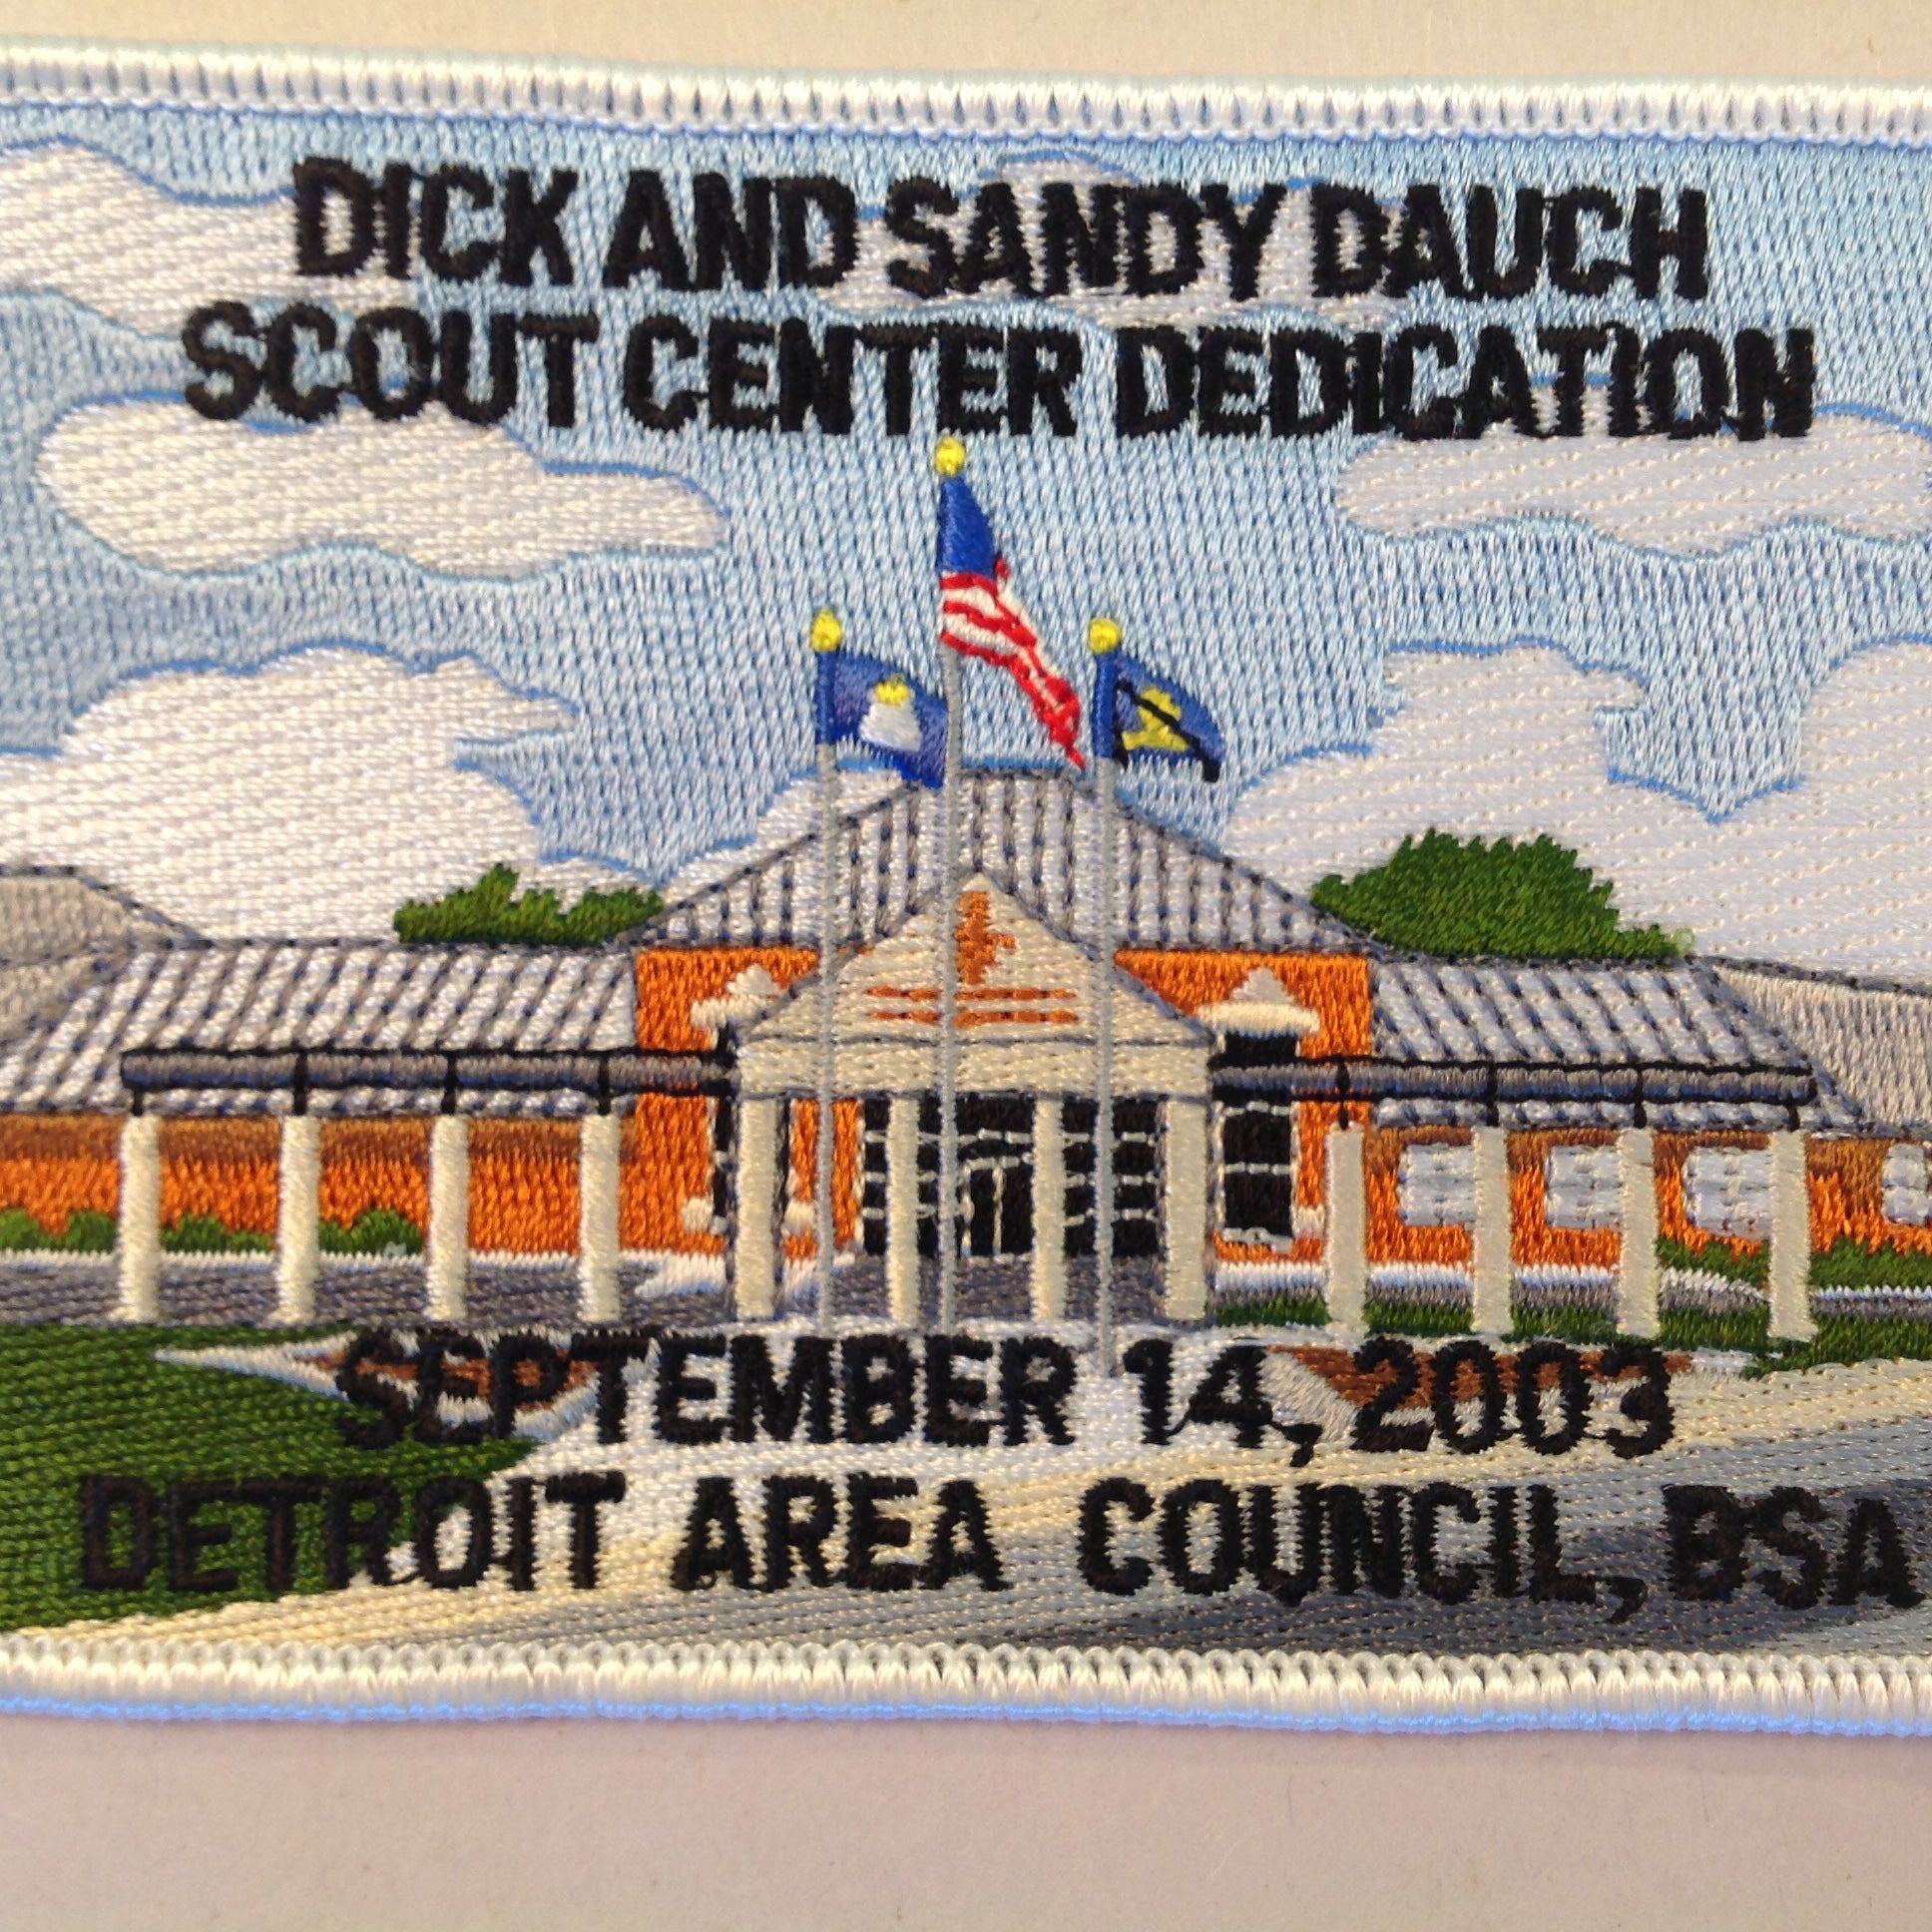 DICK AND SANDY DAUCH
SCOUT CENTER DEDICATION
SEPTEMBER 14, 2003
DETROIT AREA COUNCIL, BSA